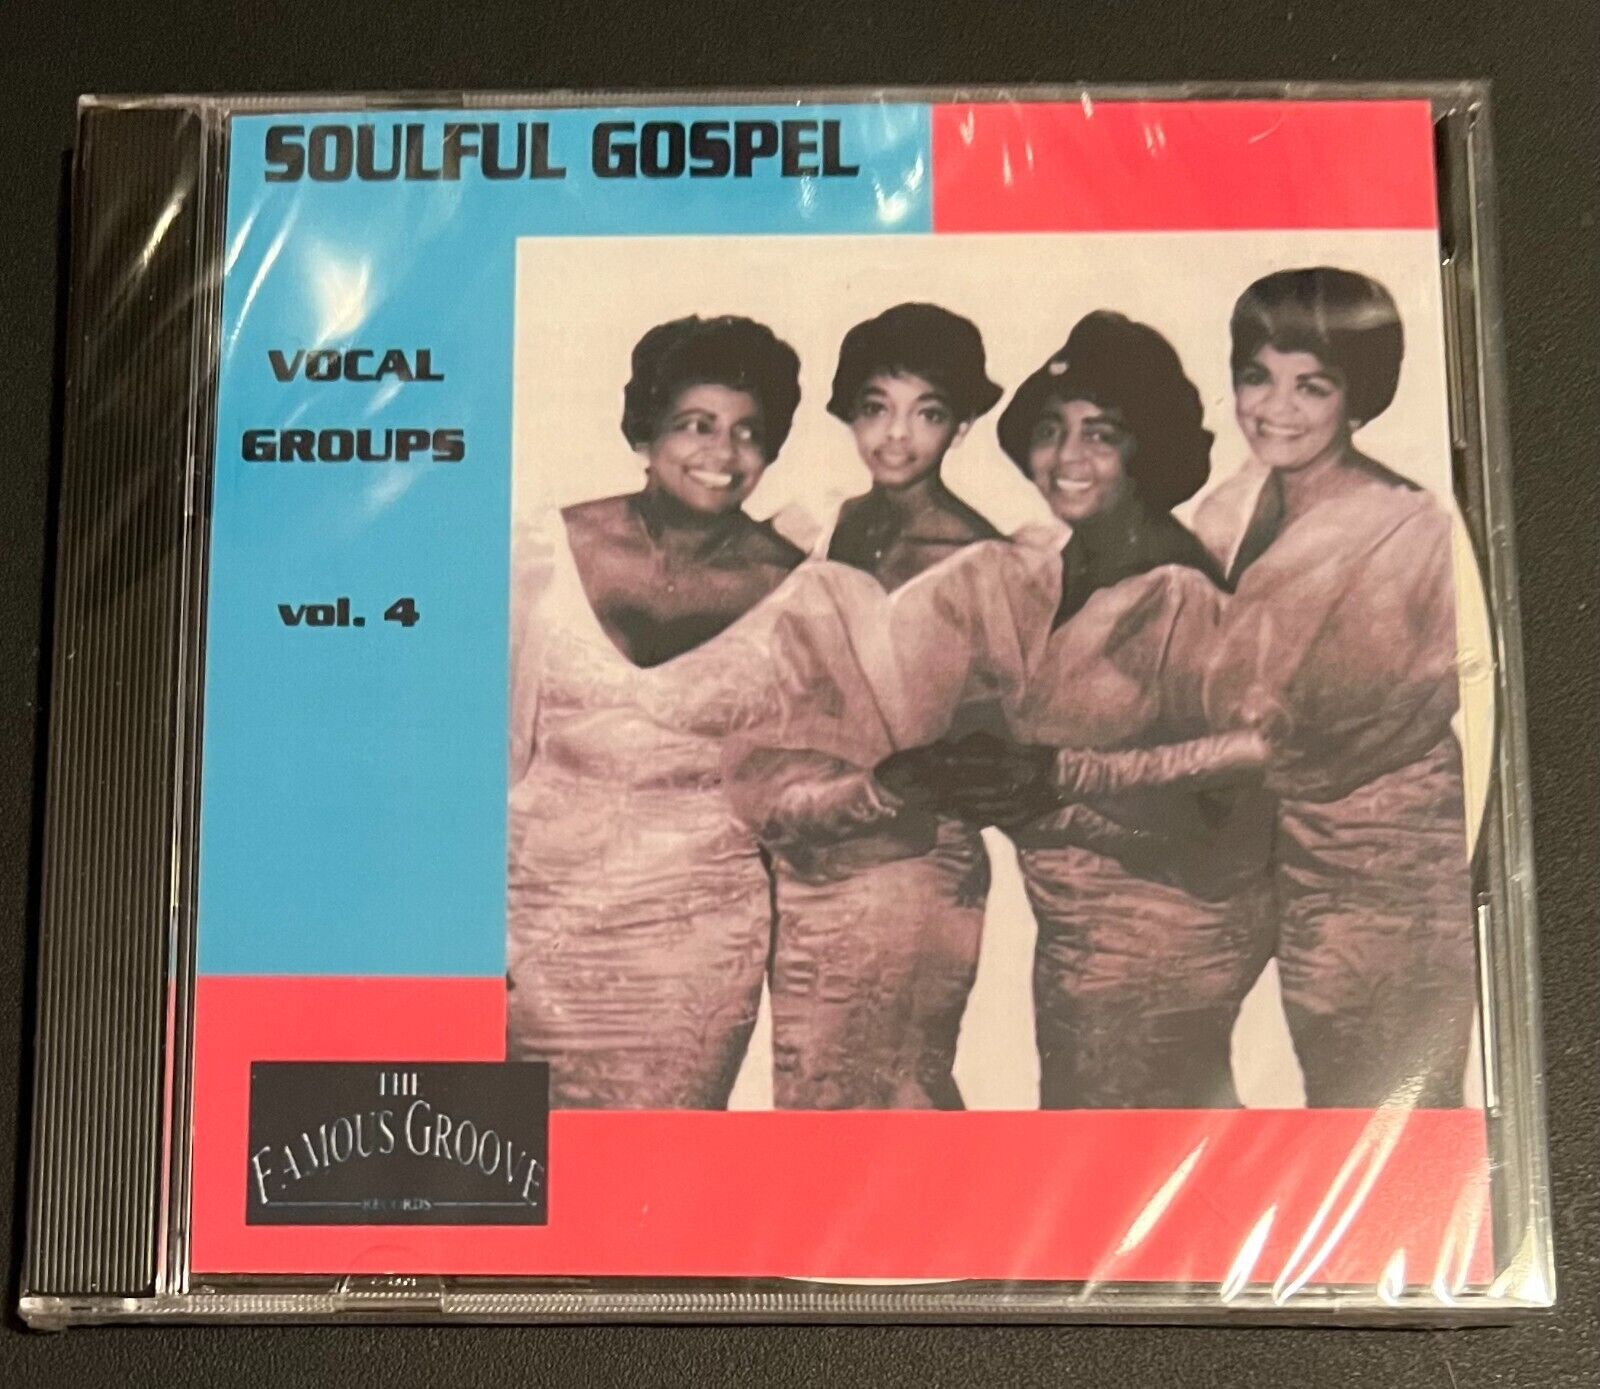 SOULFUL GOSPEL
VOCAL
GROUPS
vol. 4
THE
FAMOUS GROOVE
RECORDS